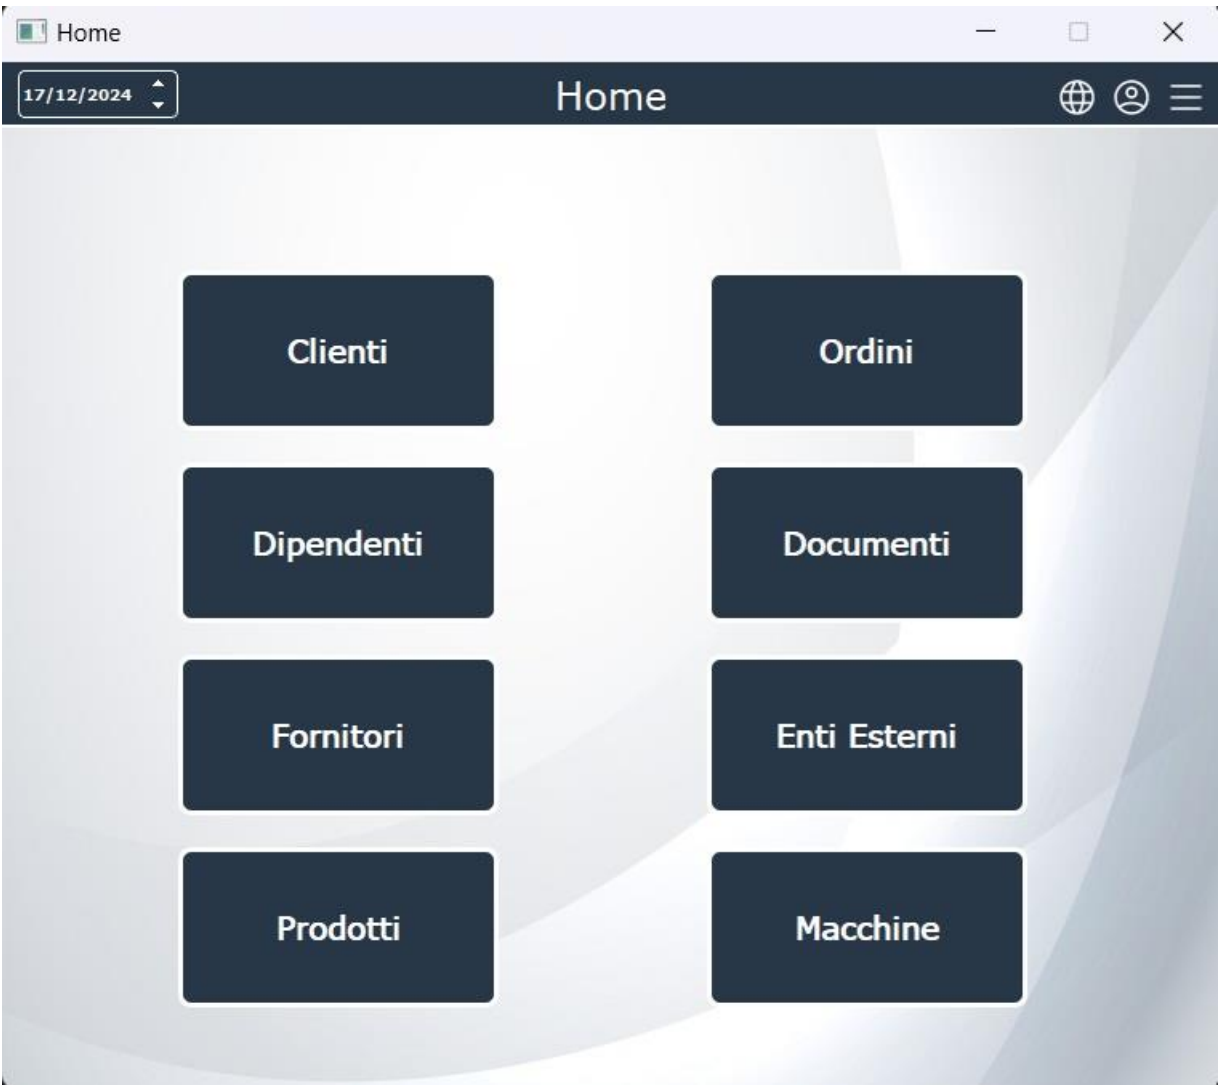 Home
17/12/2024
Home
Clienti
Ordini
Dipendenti
Documenti
Fornitori
Enti Esterni
Prodotti
Macchine